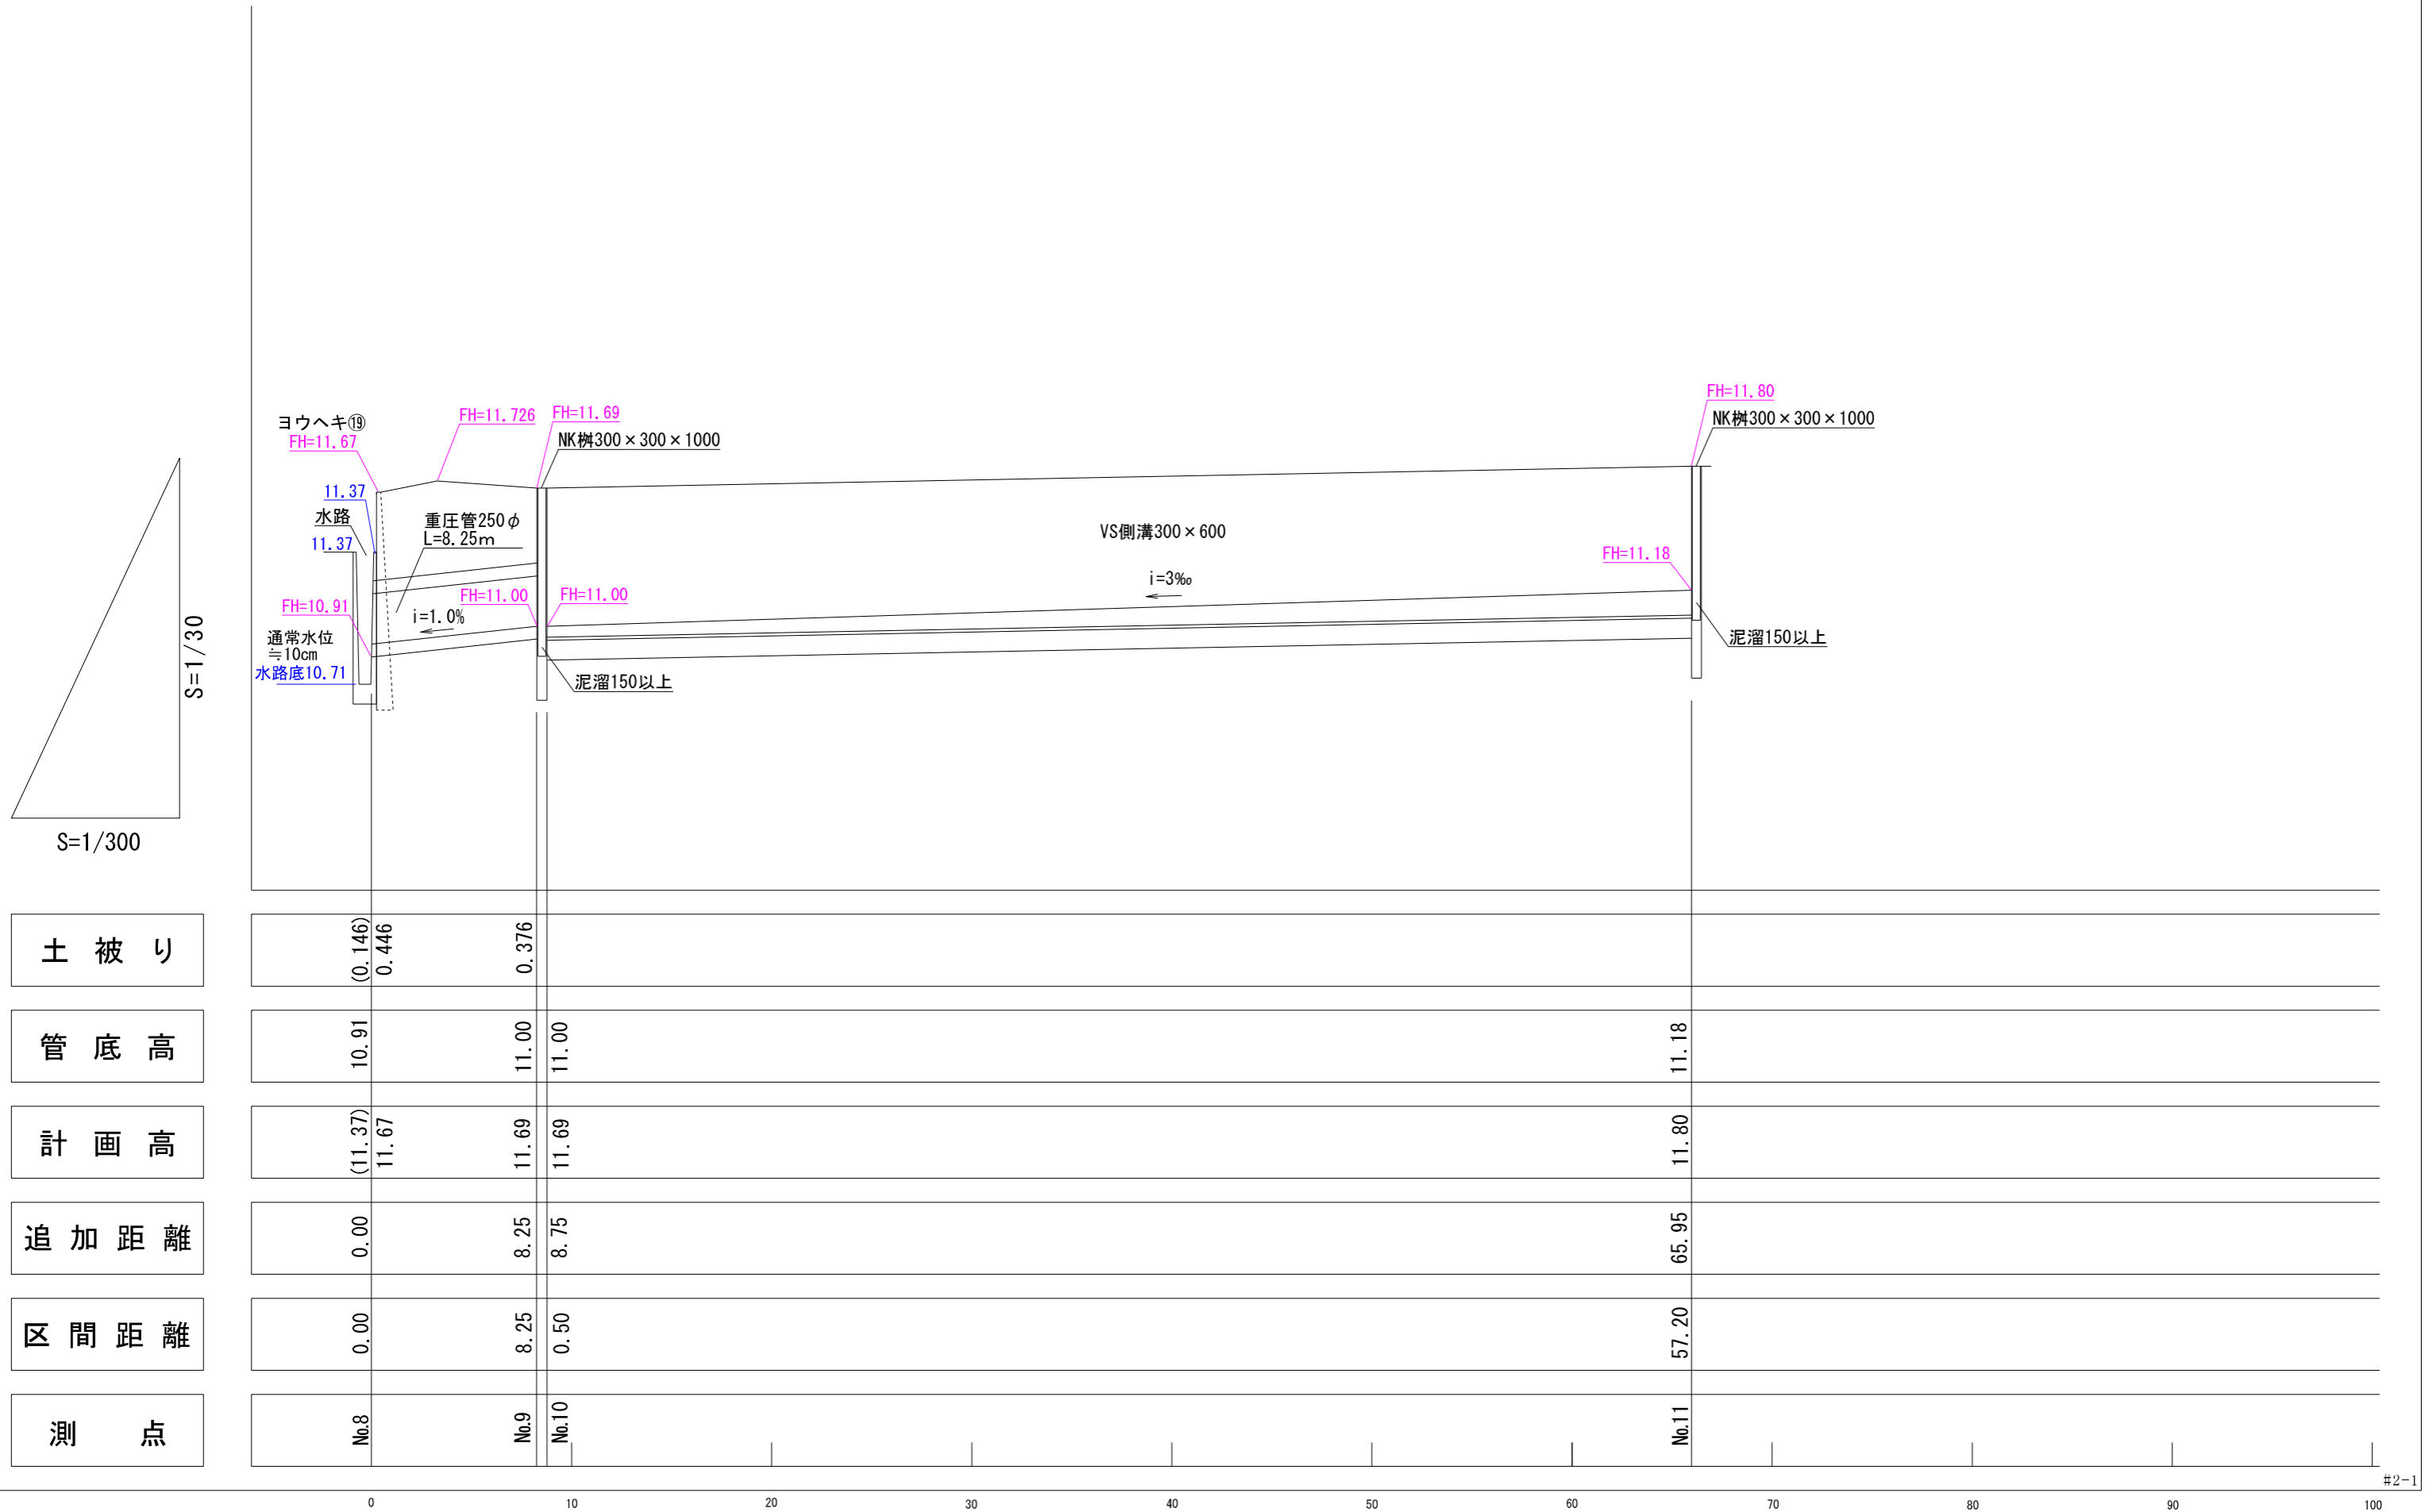 FH=11.80
NK桝300×300×1000
ヨウヘキ⑲
FH=11.67
FH=11.726
FH=11.69
NK桝300×300×1000
11.37
水路
11.37
重圧管250φ
L=8.25m
VS側溝300×600
FH=11.18
i=3‰
FH=10.91
FH=11.00
FH=11.00
i=1.0%
通常水位
≒10cm
水路底10.71
泥溜150以上
泥溜150以上
S=1/30
S=1/300
土被り
(0.146)
0.446
0.376
管底高
10.91
11.00
11.00
11.18
計画高
(11.37)
11.67
11.69
11.69
11.80
追加距離
0.00
8.25
8.75
65.95
区間距離
0.00
8.25
0.50
57.20
測点
№8
№9
№10
№11
#2-1
0 10 20 30 40 50 60 70 80 90 100